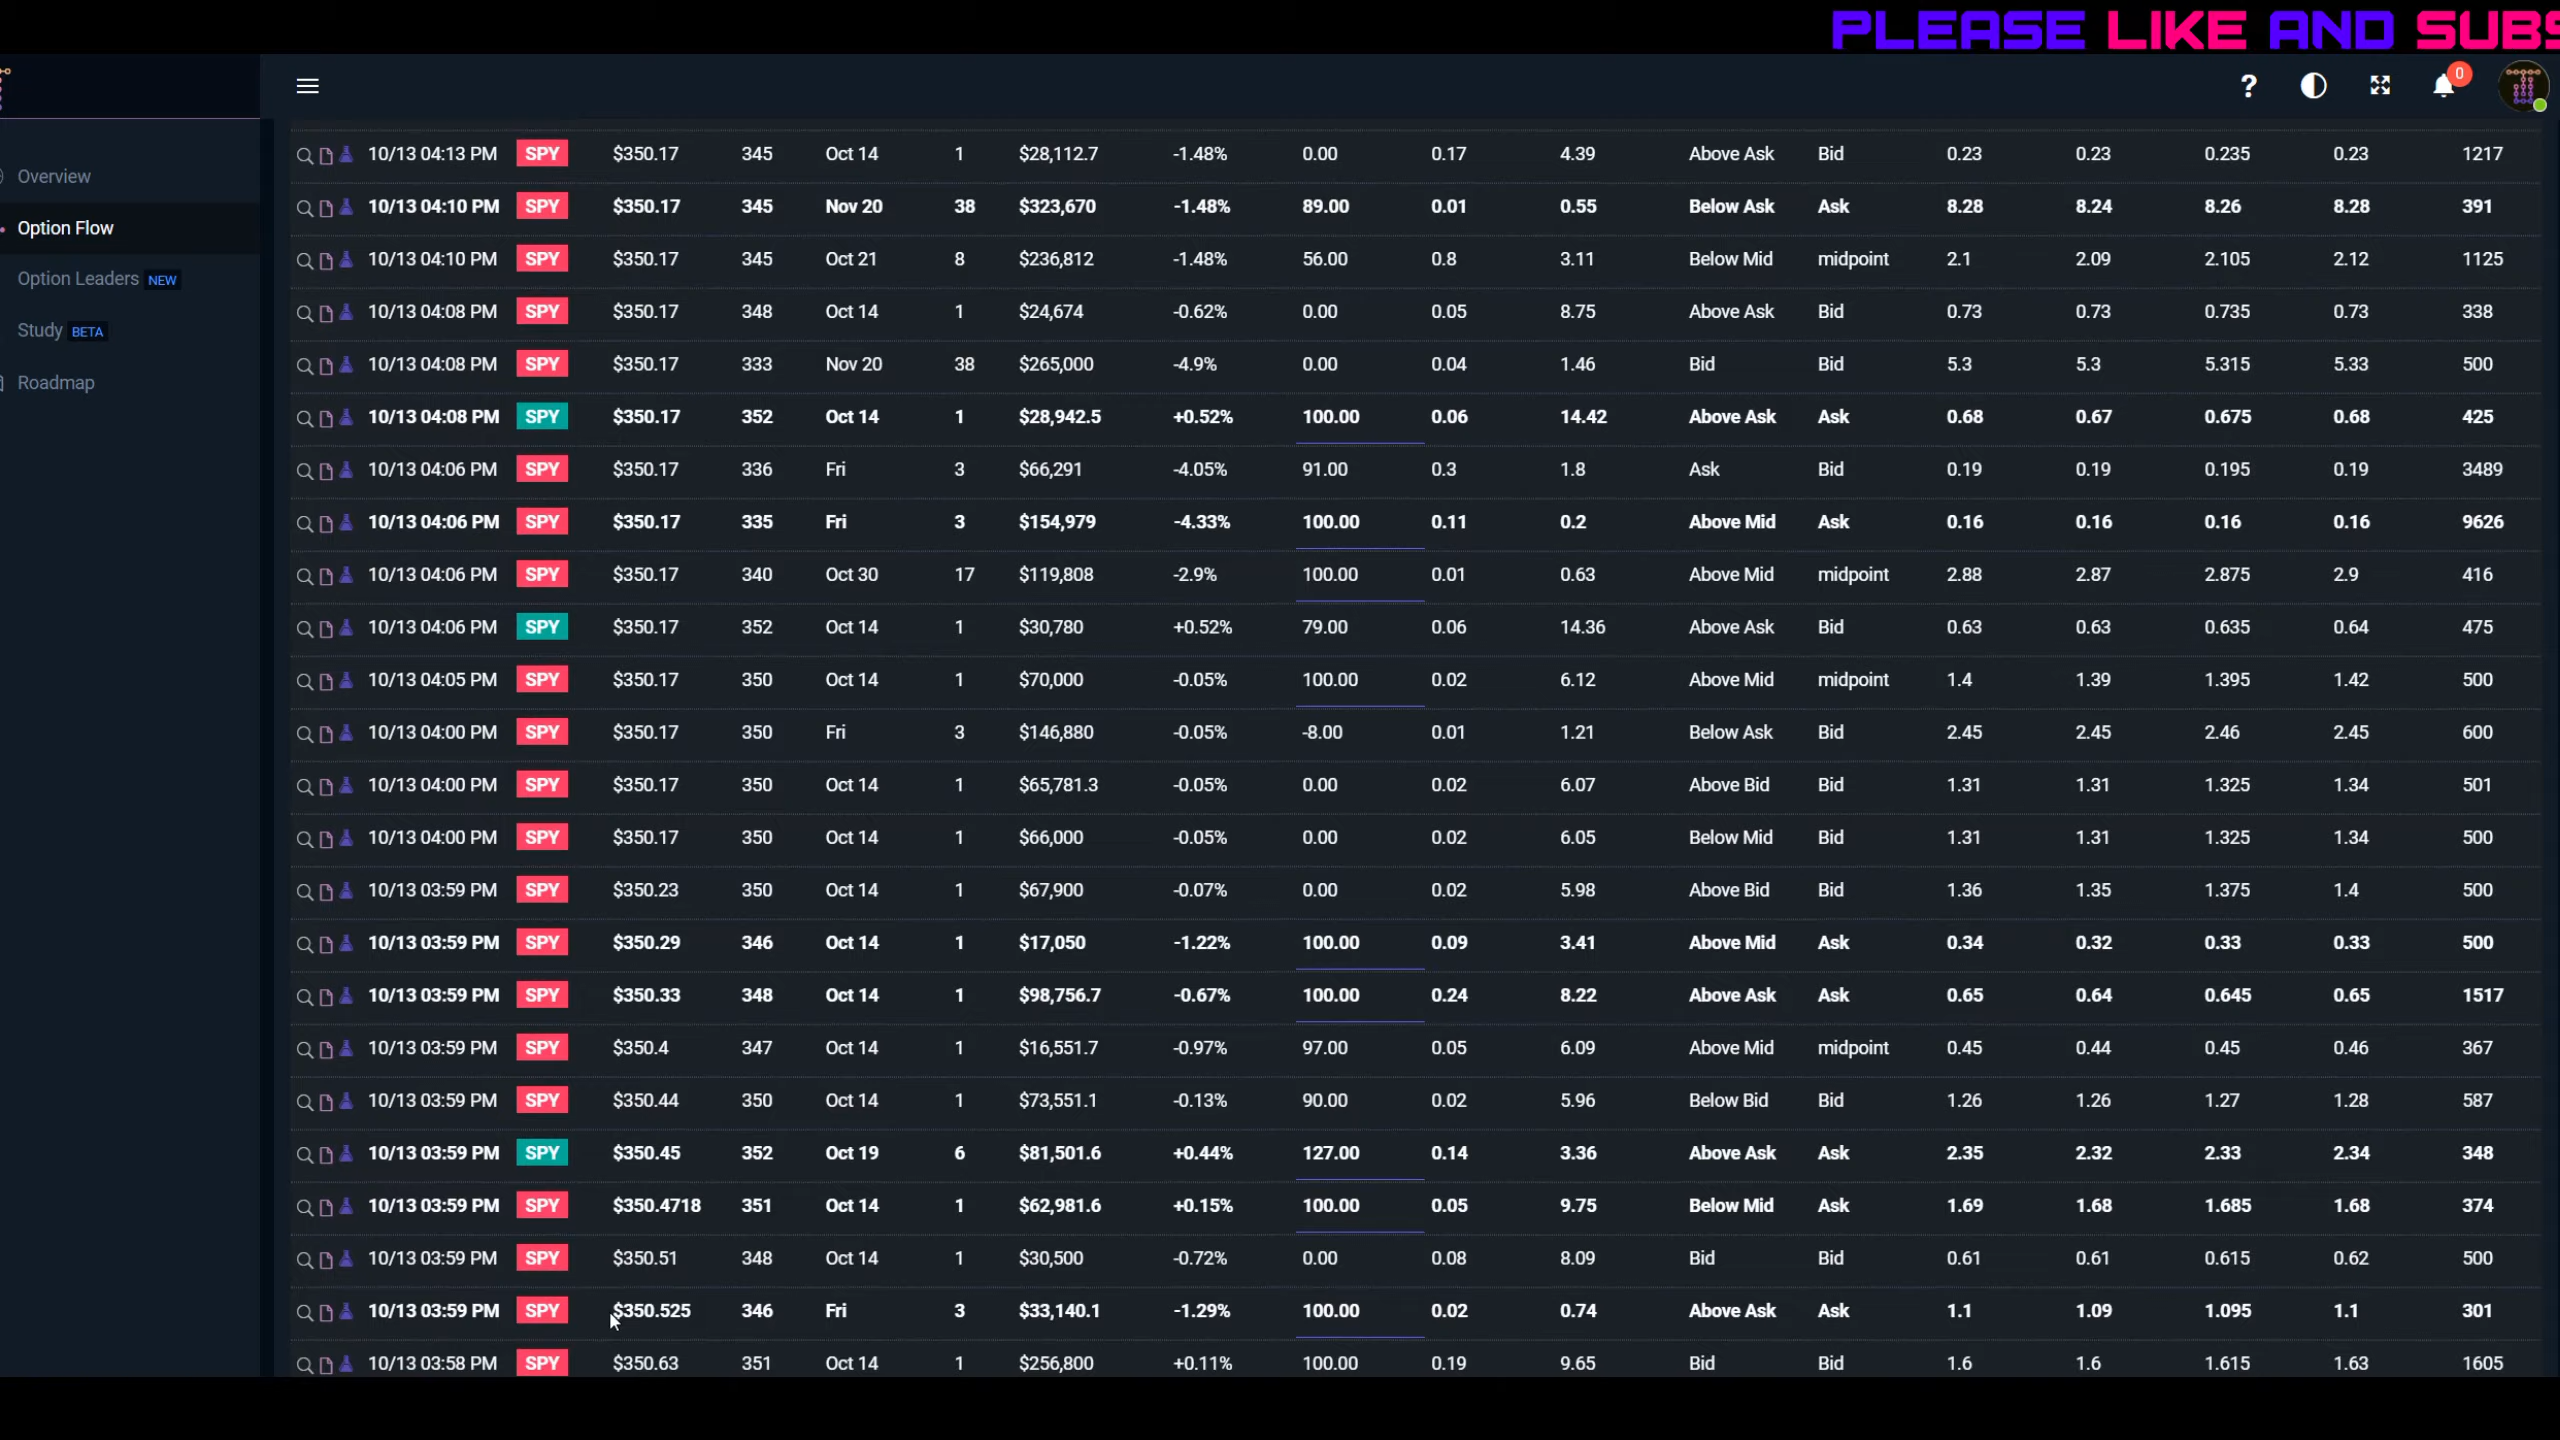 PLEASE LIKE AND SUBS
0
Overview
Option Flow
Option Leaders NEW
Study BETA
Roadmap
10/13 04:13 PM SPY $350.17 345 Oct 14 1 $28,112.7 -1.48% 0.00 0.17 4.39 Above Ask Bid 0.23 0.23 0.235 0.23 1217
10/13 04:10 PM SPY $350.17 345 Nov 20 38 $323,670 -1.48% 89.00 0.01 0.55 Below Ask Ask 8.28 8.24 8.26 8.28 391
10/13 04:10 PM SPY $350.17 345 Oct 21 8 $236,812 -1.48% 56.00 0.8 3.11 Below Mid midpoint 2.1 2.09 2.105 2.12 1125
10/13 04:08 PM SPY $350.17 348 Oct 14 1 $24,674 -0.62% 0.00 0.05 8.75 Above Ask Bid 0.73 0.73 0.735 0.73 338
10/13 04:08 PM SPY $350.17 333 Nov 20 38 $265,000 -4.9% 0.00 0.04 1.46 Bid Bid 5.3 5.3 5.315 5.33 500
10/13 04:08 PM SPY $350.17 352 Oct 14 1 $28,942.5 +0.52% 100.00 0.06 14.42 Above Ask Ask 0.68 0.67 0.675 0.68 425
10/13 04:06 PM SPY $350.17 336 Fri 3 $66,291 -4.05% 91.00 0.3 1.8 Ask Bid 0.19 0.19 0.195 0.19 3489
10/13 04:06 PM SPY $350.17 335 Fri 3 $154,979 -4.33% 100.00 0.11 0.2 Above Mid Ask 0.16 0.16 0.16 0.16 9626
10/13 04:06 PM SPY $350.17 340 Oct 30 17 $119,808 -2.9% 100.00 0.01 0.63 Above Mid midpoint 2.88 2.87 2.875 2.9 416
10/13 04:06 PM SPY $350.17 352 Oct 14 1 $30,780 +0.52% 79.00 0.06 14.36 Above Ask Bid 0.63 0.63 0.635 0.64 475
10/13 04:05 PM SPY $350.17 350 Oct 14 1 $70,000 -0.05% 100.00 0.02 6.12 Above Mid midpoint 1.4 1.39 1.395 1.42 500
10/13 04:00 PM SPY $350.17 350 Fri 3 $146,880 -0.05% -8.00 0.01 1.21 Below Ask Bid 2.45 2.45 2.46 2.45 600
10/13 04:00 PM SPY $350.17 350 Oct 14 1 $65,781.3 -0.05% 0.00 0.02 6.07 Above Bid Bid 1.31 1.31 1.325 1.34 501
10/13 04:00 PM SPY $350.17 350 Oct 14 1 $66,000 -0.05% 0.00 0.02 6.05 Below Mid Bid 1.31 1.31 1.325 1.34 500
10/13 03:59 PM SPY $350.23 350 Oct 14 1 $67,900 -0.07% 0.00 0.02 5.98 Above Bid Bid 1.36 1.35 1.375 1.4 500
10/13 03:59 PM SPY $350.29 346 Oct 14 1 $17,050 -1.22% 100.00 0.09 3.41 Above Mid Ask 0.34 0.32 0.33 0.33 500
10/13 03:59 PM SPY $350.33 348 Oct 14 1 $98,756.7 -0.67% 100.00 0.24 8.22 Above Ask Ask 0.65 0.64 0.645 0.65 1517
10/13 03:59 PM SPY $350.4 347 Oct 14 1 $16,551.7 -0.97% 97.00 0.05 6.09 Above Mid midpoint 0.45 0.44 0.45 0.46 367
10/13 03:59 PM SPY $350.44 350 Oct 14 1 $73,551.1 -0.13% 90.00 0.02 5.96 Below Bid Bid 1.26 1.26 1.27 1.28 587
10/13 03:59 PM SPY $350.45 352 Oct 19 6 $81,501.6 +0.44% 127.00 0.14 3.36 Above Ask Ask 2.35 2.32 2.33 2.34 348
10/13 03:59 PM SPY $350.4718 351 Oct 14 1 $62,981.6 +0.15% 100.00 0.05 9.75 Below Mid Ask 1.69 1.68 1.685 1.68 374
10/13 03:59 PM SPY $350.51 348 Oct 14 1 $30,500 -0.72% 0.00 0.08 8.09 Bid Bid 0.61 0.61 0.615 0.62 500
10/13 03:59 PM SPY $350.525 346 Fri 3 $33,140.1 -1.29% 100.00 0.02 0.74 Above Ask Ask 1.1 1.09 1.095 1.1 301
10/13 03:58 PM SPY $350.63 351 Oct 14 1 $256,800 +0.11% 100.00 0.19 9.65 Bid Bid 1.6 1.6 1.615 1.63 1605